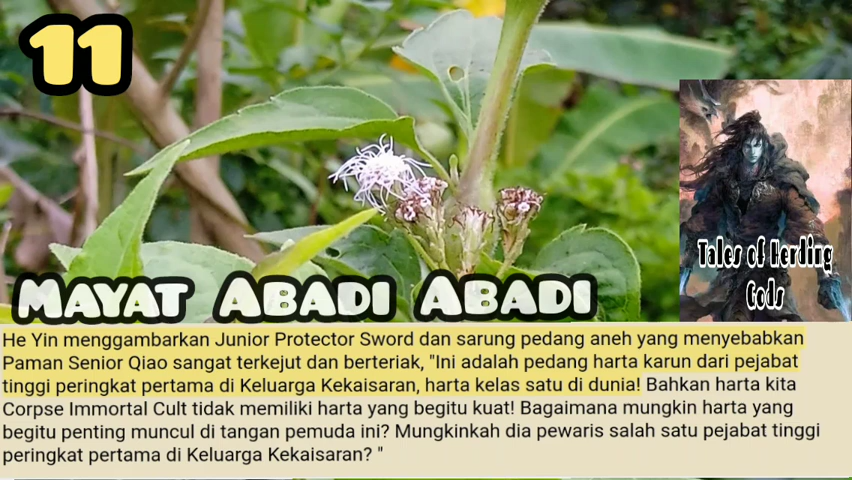 11
Tales of Herding
Gods
Mayat Abadi Abadi
He Yin menggambarkan Junior Protector Sword dan sarung pedang aneh yang menyebabkan
Paman Senior Qiao sangat terkejut dan berteriak, "Ini adalah pedang harta karun dari pejabat
tinggi peringkat pertama di Keluarga Kekaisaran, harta kelas satu di dunia! Bahkan harta kita
Corpse Immortal Cult tidak memiliki harta yang begitu kuat! Bagaimana mungkin harta yang
begitu penting muncul di tangan pemuda ini? Mungkinkah dia pewaris salah satu pejabat tinggi
peringkat pertama di Keluarga Kekaisaran? "